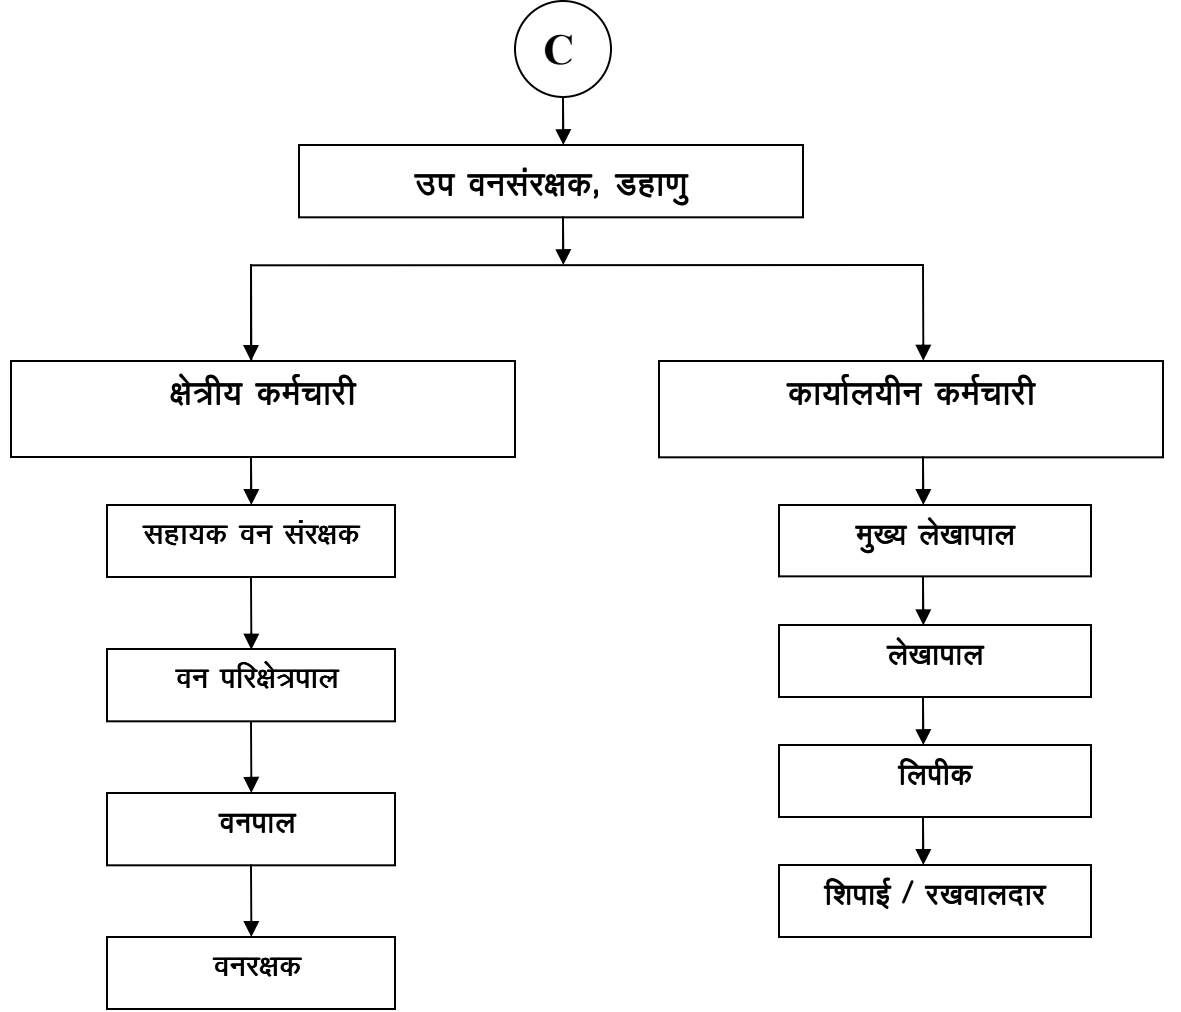 C
उप वनसंरक्षक, डहाणु
क्षेत्रीय कर्मचारी
सहायक वन संरक्षक
वन परिक्षेत्रपाल
वनपाल
वनरक्षक
कार्यालयीन कर्मचारी
मुख्य लेखापाल
लेखापाल
लिपीक
शिपाई / रखवालदार